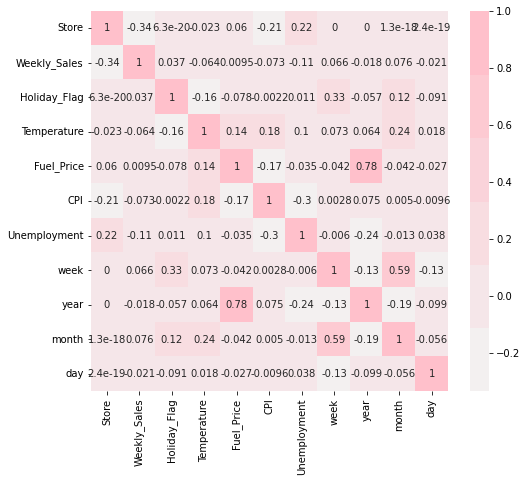 Store 1 -0.34 6.3e-20 -0.023 0.06 -0.21 0.22 0 0 1.3e-18 2.4e-19
Weekly_Sales -0.34 1 0.037 -0.064 0.0095 -0.073 -0.11 0.066 -0.018 0.076 -0.021
Holiday_Flag 6.3e-20 0.037 1 -0.16 -0.078 -0.0022 0.011 0.33 -0.057 0.12 -0.091
Temperature -0.023 -0.064 -0.16 1 0.14 0.18 0.1 0.073 0.064 0.24 0.018
Fuel_Price 0.06 0.0095 -0.078 0.14 1 -0.17 -0.035 -0.042 0.78 -0.042 -0.027
CPI -0.21 -0.073 -0.0022 0.18 -0.17 1 -0.3 0.0028 0.075 0.005 -0.0096
Unemployment 0.22 -0.11 0.011 0.1 -0.035 -0.3 1 -0.006 -0.24 -0.013 0.038
week 0 0.066 0.33 0.073 -0.042 0.0028 -0.006 1 -0.13 0.59 -0.13
year 0 -0.018 -0.057 0.064 0.78 0.075 -0.24 -0.13 1 -0.19 -0.099
month 1.3e-18 0.076 0.12 0.24 -0.042 0.005 -0.013 0.59 -0.19 1 -0.056
day 2.4e-19 -0.021 -0.091 0.018 -0.027 -0.0096 0.038 -0.13 -0.099 -0.056 1
Store
Weekly_Sales
Holiday_Flag
Temperature
Fuel_Price
CPI
Unemployment
week
year
month
day
1.0
0.8
0.6
0.4
0.2
0.0
−0.2